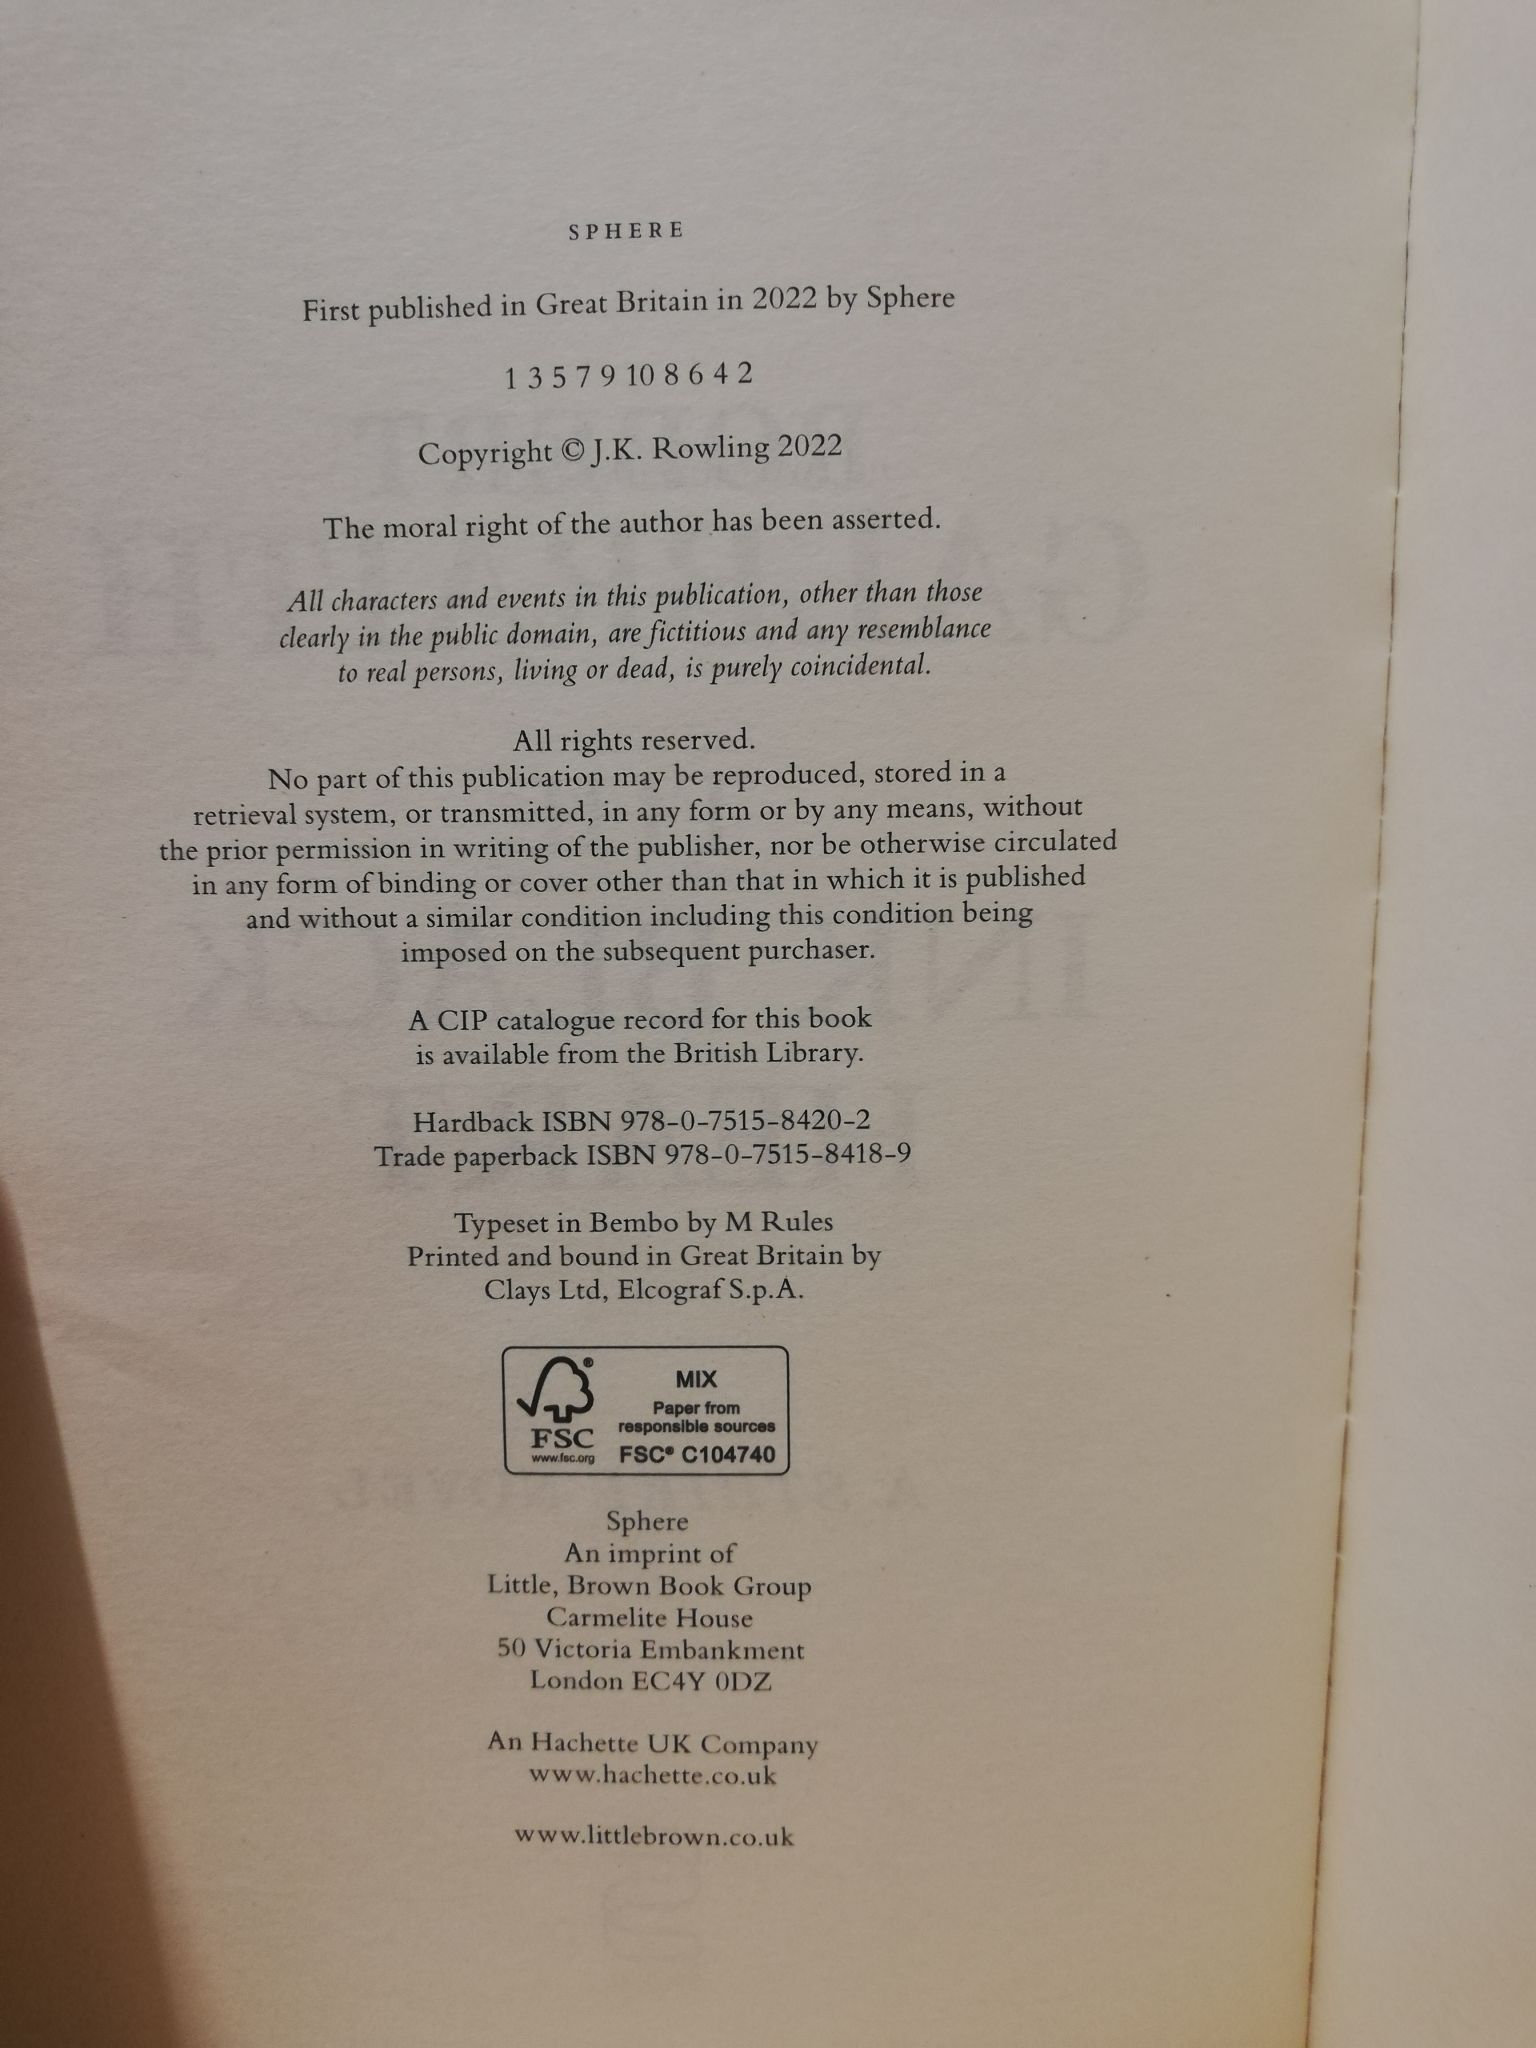 SPHERE
First published in Great Britain in 2022 by Sphere
1 3 5 7 9 10 8 6 4 2
Copyright © J.K. Rowling 2022
The moral right of the author has been asserted.
All characters and events in this publication, other than those
clearly in the public domain, are fictitious and any resemblance
to real persons, living or dead, is purely coincidental.
All rights reserved.
No part of this publication may be reproduced, stored in a
retrieval system, or transmitted, in any form or by any means, without
the prior permission in writing of the publisher, nor be otherwise circulated
in any form of binding or cover other than that in which it is published
and without a similar condition including this condition being
imposed on the subsequent purchaser.
A CIP catalogue record for this book
is available from the British Library.
Hardback ISBN 978-0-7515-8420-2
Trade paperback ISBN 978-0-7515-8418-9
Typeset in Bembo by M Rules
Printed and bound in Great Britain by
Clays Ltd, Elcograf S.p.A.
®
FSC
www.fsc.org
MIX
Paper from
responsible sources
FSC® C104740
Sphere
An imprint of
Little, Brown Book Group
Carmelite House
50 Victoria Embankment
London EC4Y 0DZ
An Hachette UK Company
www.hachette.co.uk
www.littlebrown.co.uk